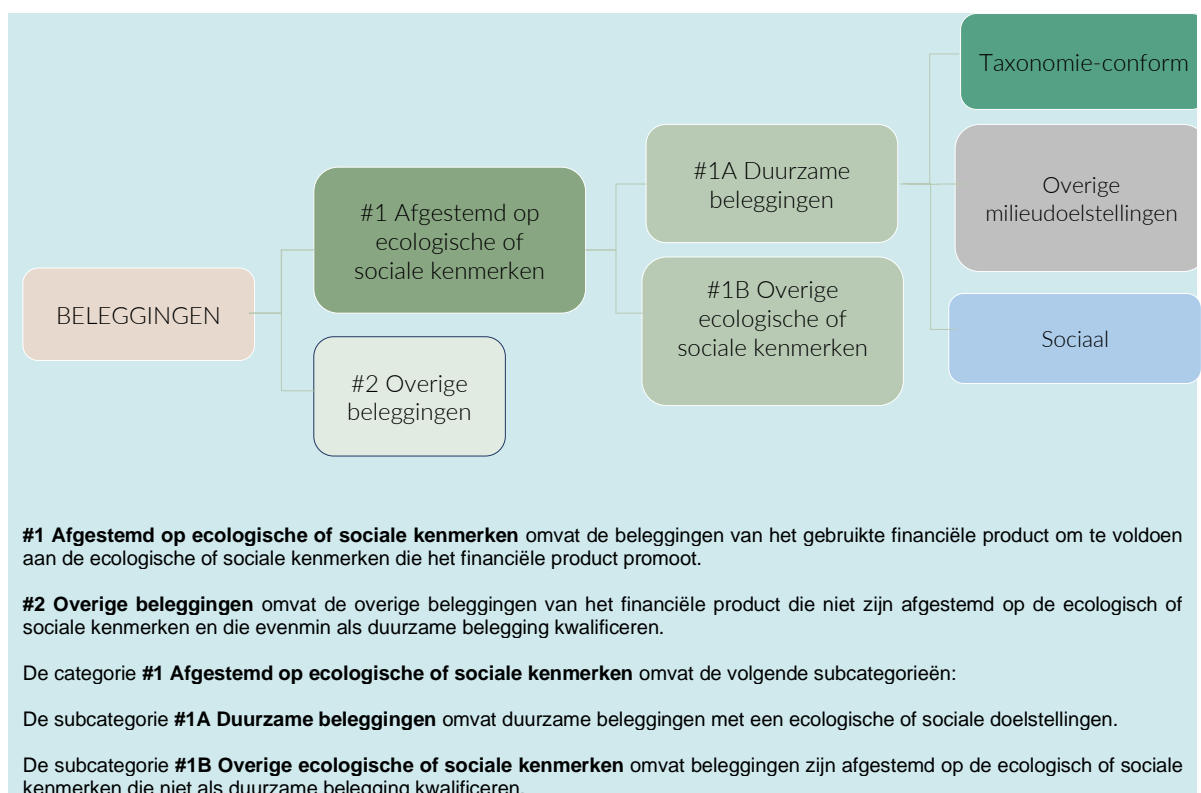 Taxonomie-conform
#1A Duurzame
beleggingen
Overige
milieudoelstellingen
#1 Afgestemd op
ecologische of
sociale kenmerken
#1B Overige
ecologische of
sociale kenmerken
BELEGGINGEN
Sociaal
#2 Overige
beleggingen
#1 Afgestemd op ecologische of sociale kenmerken omvat de beleggingen van het gebruikte financiële product om te voldoen
aan de ecologische of sociale kenmerken die het financiële product promoot.
#2 Overige beleggingen omvat de overige beleggingen van het financiële product die niet zijn afgestemd op de ecologisch of
sociale kenmerken en die evenmin als duurzame belegging kwalificeren.
De categorie #1 Afgestemd op ecologische of sociale kenmerken omvat de volgende subcategorieën:
De subcategorie #1A Duurzame beleggingen omvat duurzame beleggingen met een ecologische of sociale doelstellingen.
De subcategorie #1B Overige ecologische of sociale kenmerken omvat beleggingen zijn afgestemd op de ecologisch of sociale
kenmerken die niet als duurzame belegging kwalificeren.